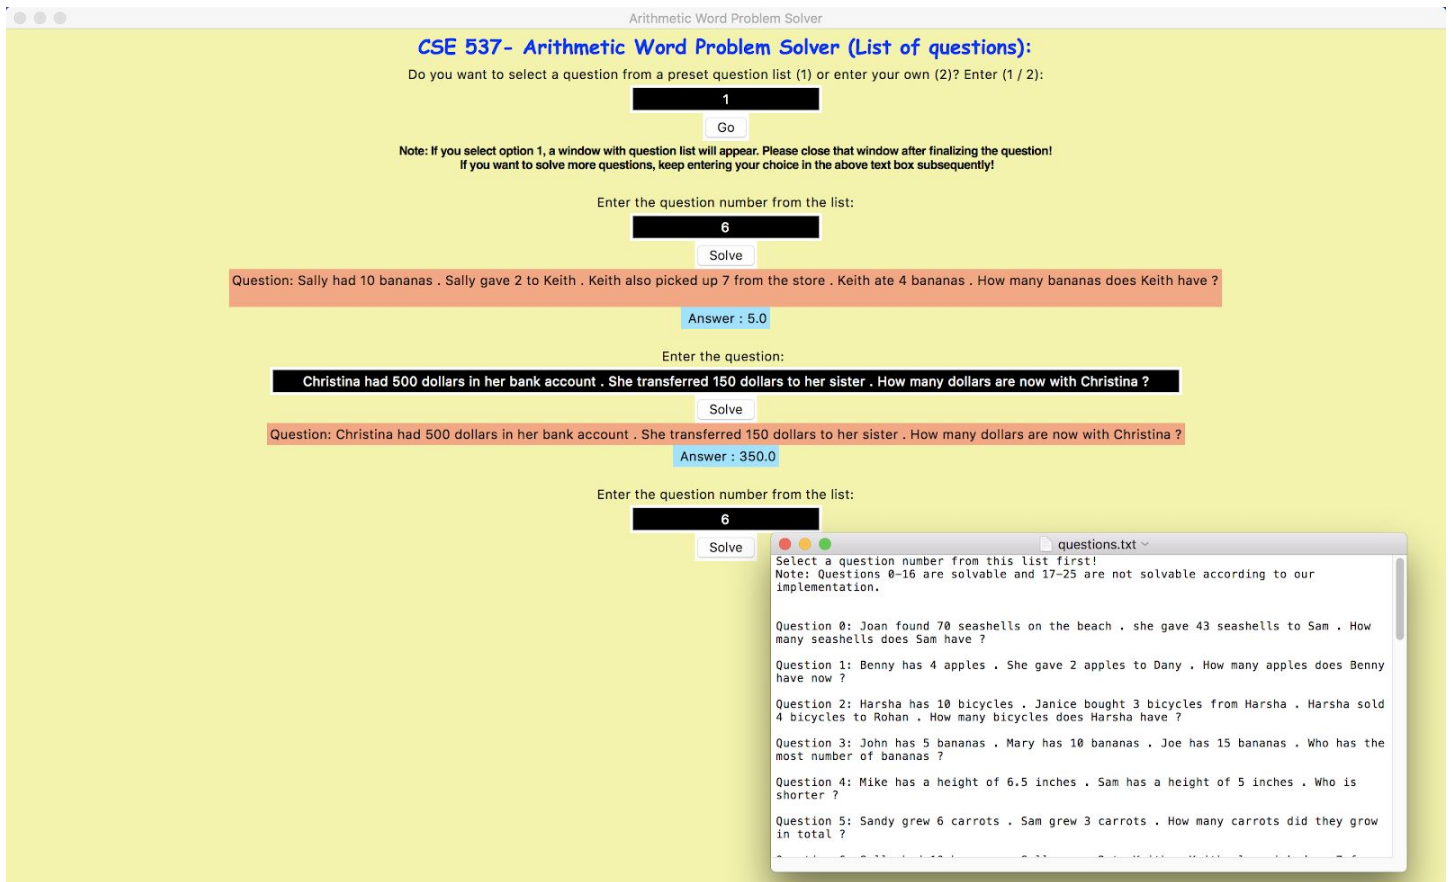 Arithmetic Word Problem Solver
CSE 537- Arithmetic Word Problem Solver (List of questions):
Do you want to select a question from a preset question list (1) or enter your own (2)? Enter (1 / 2):
1
Go
Note: If you select option 1, a window with question list will appear. Please close that window after finalizing the question!
If you want to solve more questions, keep entering your choice in the above text box subsequently!
Enter the question number from the list:
6
Solve
Question: Sally had 10 bananas . Sally gave 2 to Keith . Keith also picked up 7 from the store . Keith ate 4 bananas . How many bananas does Keith have ?
Answer : 5.0
Enter the question:
Christina had 500 dollars in her bank account . She transferred 150 dollars to her sister . How many dollars are now with Christina ?
Solve
Question: Christina had 500 dollars in her bank account . She transferred 150 dollars to her sister . How many dollars are now with Christina ?
Answer : 350.0
Enter the question number from the list:
6
Solve
questions.txt
Select a question number from this list first!
Note: Questions 0-16 are solvable and 17-25 are not solvable according to our
implementation.
Question 0: Joan found 70 seashells on the beach . she gave 43 seashells to Sam . How
many seashells does Sam have ?
Question 1: Benny has 4 apples . She gave 2 apples to Dany . How many apples does Benny
have now ?
Question 2: Harsha has 10 bicycles . Janice bought 3 bicycles from Harsha . Harsha sold
4 bicycles to Rohan . How many bicycles does Harsha have ?
Question 3: John has 5 bananas . Mary has 10 bananas . Joe has 15 bananas . Who has the
most number of bananas ?
Question 4: Mike has a height of 6.5 inches . Sam has a height of 5 inches . Who is
shorter ?
Question 5: Sandy grew 6 carrots . Sam grew 3 carrots . How many carrots did they grow
in total ?